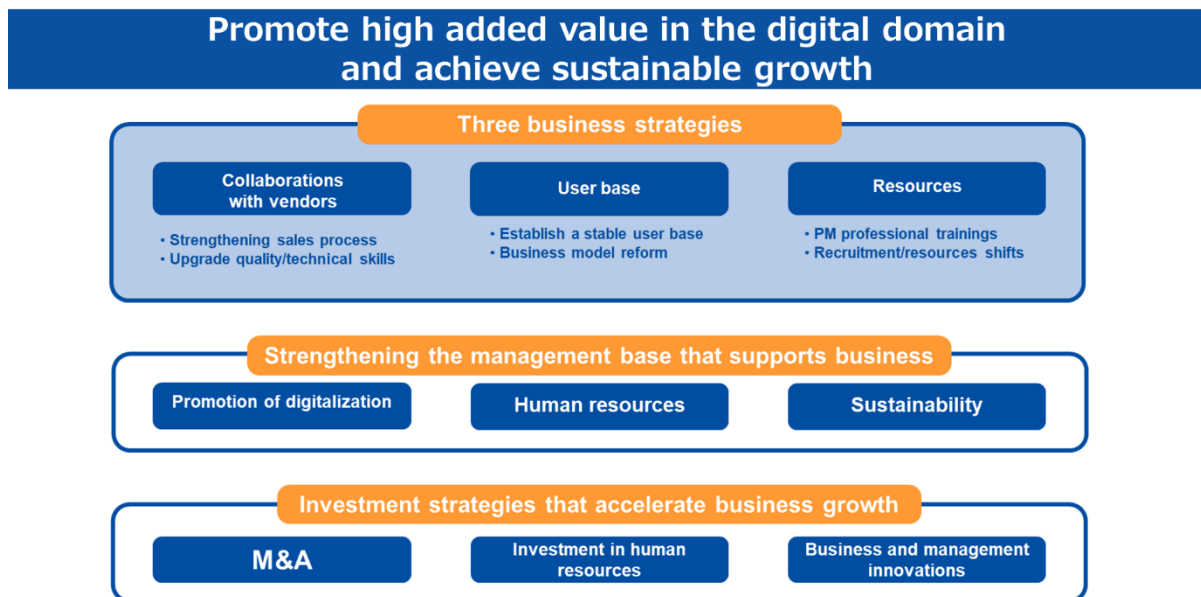 Promote high added value in the digital domain
and achieve sustainable growth
Three business strategies
Collaborations
with vendors
• Strengthening sales process
• Upgrade quality/technical skills
User base
• Establish a stable user base
• Business model reform
Resources
• PM professional trainings
• Recruitment/resources shifts
Strengthening the management base that supports business
Promotion of digitalization
Human resources
Sustainability
Investment strategies that accelerate business growth
M&A
Investment in human
resources
Business and management
innovations